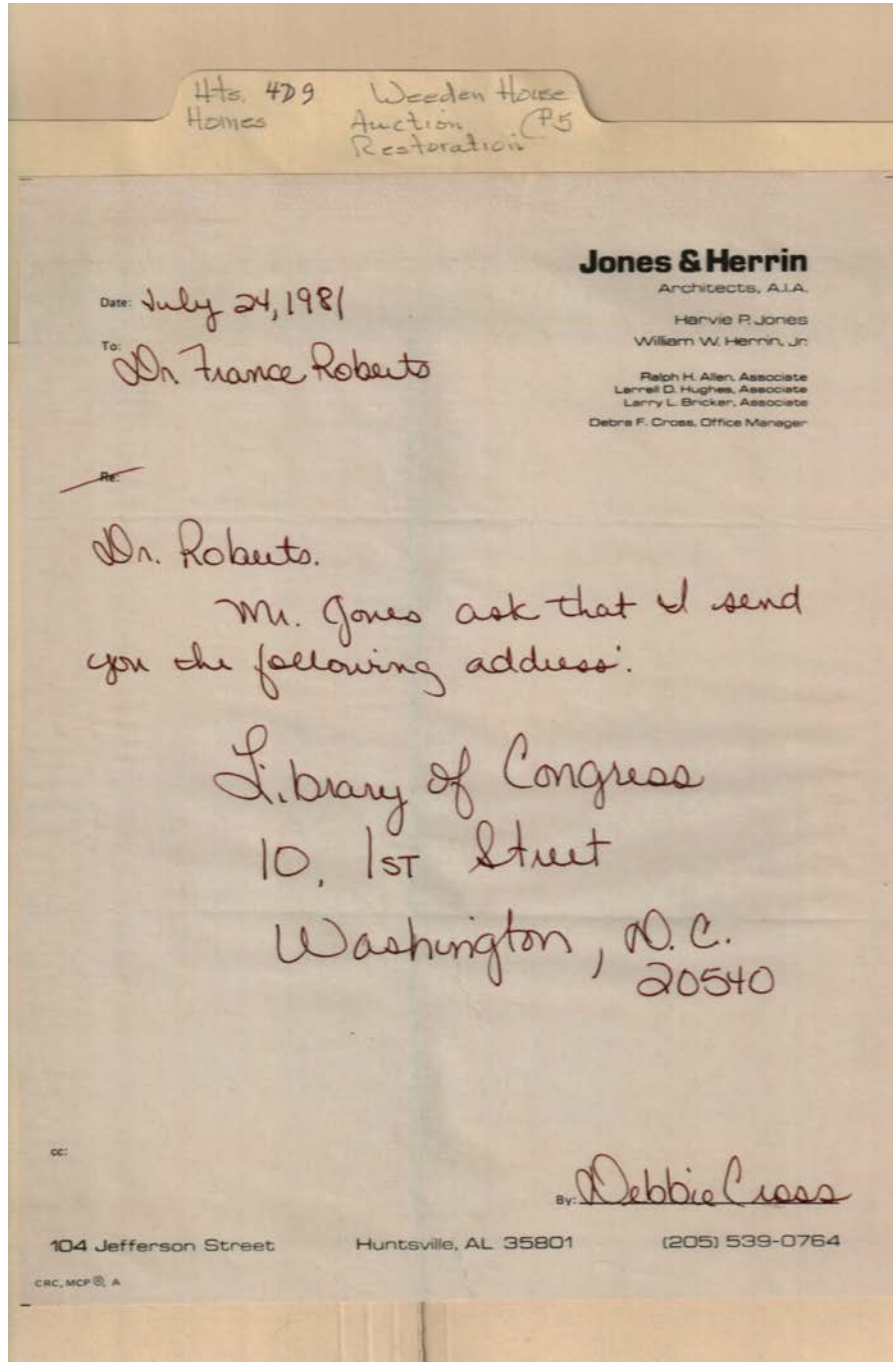 Hts. 4D9 Weeden House
Homes Auction (P5
Restoration
Jones & Herrin
Architects, A.I.A.
Harvie P. Jones
William W. Herrin, Jr.
Ralph H. Allen, Associate
Larrell D. Hughes, Associate
Larry L. Bricker, Associate
Debra F. Cross, Office Manager
Date: July 24, 1981
To: Dr France Roberts
Re:
Dr. Roberts.
Mr. Jones ask that I send
you the following address:
Library of Congress
10, 1ST Street
Washington, D.C.
20540
cc:
By: Debbie Cross
104 Jefferson Street Huntsville, AL 35801 (205) 539-0764
CRC, MCP®, A